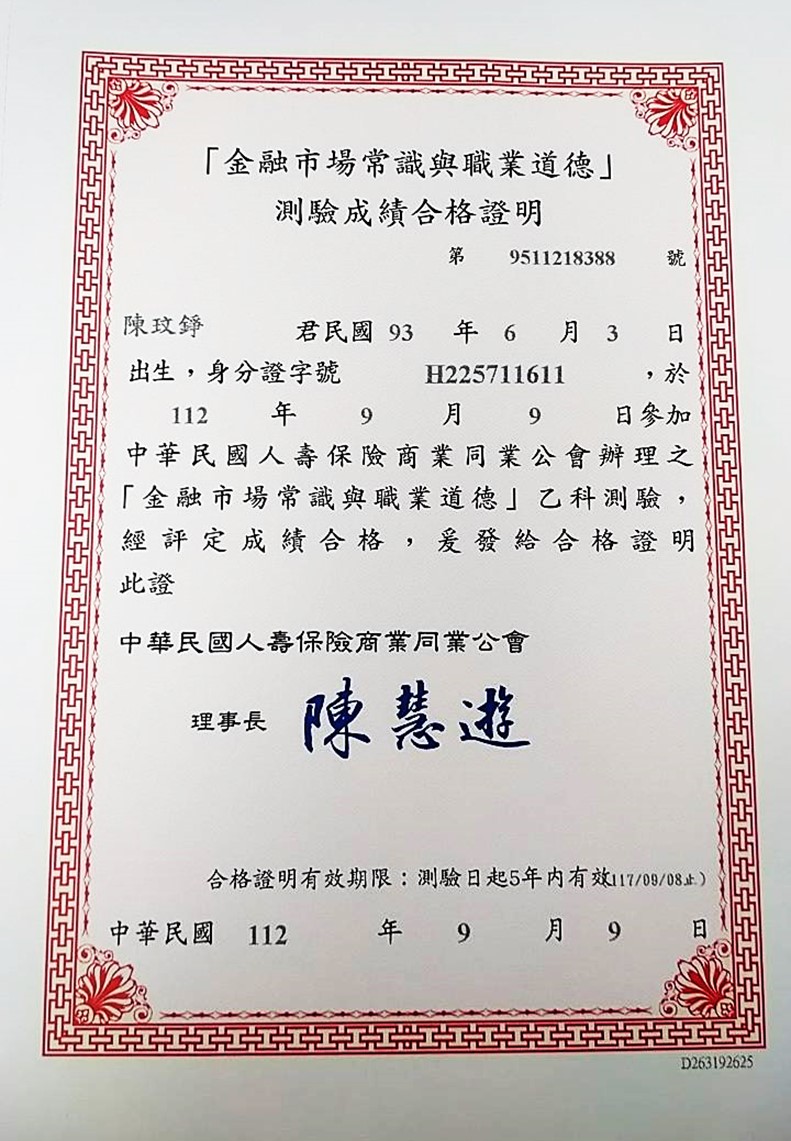 「金融市場常識與職業道德」
測驗成績合格證明
第 9511218388 號
陳玟錚 君民國 93 年 6 月 3 日
出生，身分證字號 H225711611 ，於
112 年 9 月 9 日參加
中華民國人壽保險商業同業公會辦理之
「金融市場常識與職業道德」乙科測驗，
經評定成績合格，爰發給合格證明
此證
中華民國人壽保險商業同業公會
理事長 陳慧遊
合格證明有效期限：測驗日起5年內有效(117/09/08止)
中華民國 112 年 9 月 9 日
D263192625